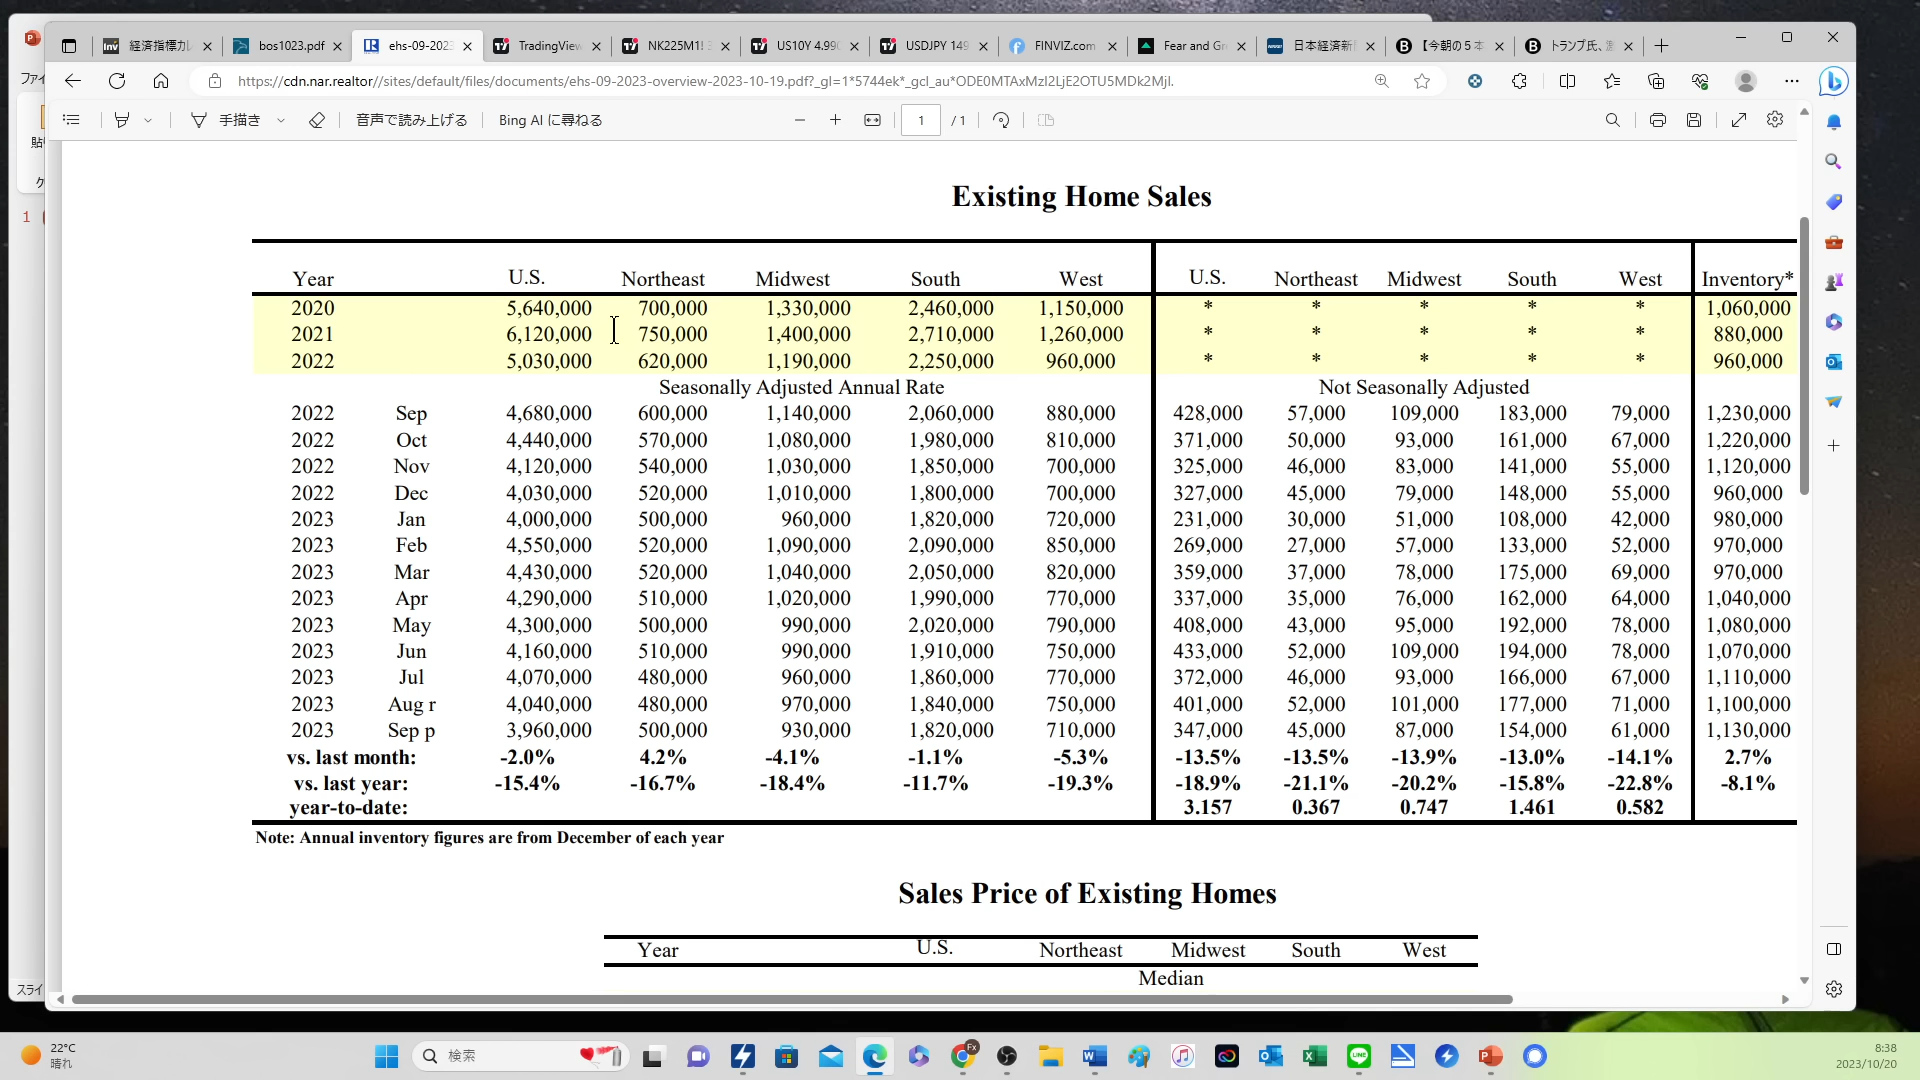 経済指標カレ
bos1023.pdf
ehs-09-2023
TradingView
NK225M1!
US10Y 4.99
USDJPY 149
FINVIZ.com
Fear and Gr
日本経済新
【今朝の5本
トランプ氏、
https://cdn.nar.realtor//sites/default/files/documents/ehs-09-2023-overview-2023-10-19.pdf?_gl=1*5744ek*_gcl_au*ODE0MTAxMzI2LjE2OTU5MDk2MjI.
手描き
音声で読み上げる
Bing AI に尋ねる
1 / 1
ファイ
貼り
ク
1
スライ
Existing Home Sales
Year U.S. Northeast Midwest South West U.S. Northeast Midwest South West Inventory*
2020 5,640,000 700,000 1,330,000 2,460,000 1,150,000 * * * * * 1,060,000
2021 6,120,000 750,000 1,400,000 2,710,000 1,260,000 * * * * * 880,000
2022 5,030,000 620,000 1,190,000 2,250,000 960,000 * * * * * 960,000
Seasonally Adjusted Annual Rate Not Seasonally Adjusted
2022 Sep 4,680,000 600,000 1,140,000 2,060,000 880,000 428,000 57,000 109,000 183,000 79,000 1,230,000
2022 Oct 4,440,000 570,000 1,080,000 1,980,000 810,000 371,000 50,000 93,000 161,000 67,000 1,220,000
2022 Nov 4,120,000 540,000 1,030,000 1,850,000 700,000 325,000 46,000 83,000 141,000 55,000 1,120,000
2022 Dec 4,030,000 520,000 1,010,000 1,800,000 700,000 327,000 45,000 79,000 148,000 55,000 960,000
2023 Jan 4,000,000 500,000 960,000 1,820,000 720,000 231,000 30,000 51,000 108,000 42,000 980,000
2023 Feb 4,550,000 520,000 1,090,000 2,090,000 850,000 269,000 27,000 57,000 133,000 52,000 970,000
2023 Mar 4,430,000 520,000 1,040,000 2,050,000 820,000 359,000 37,000 78,000 175,000 69,000 970,000
2023 Apr 4,290,000 510,000 1,020,000 1,990,000 770,000 337,000 35,000 76,000 162,000 64,000 1,040,000
2023 May 4,300,000 500,000 990,000 2,020,000 790,000 408,000 43,000 95,000 192,000 78,000 1,080,000
2023 Jun 4,160,000 510,000 990,000 1,910,000 750,000 433,000 52,000 109,000 194,000 78,000 1,070,000
2023 Jul 4,070,000 480,000 960,000 1,860,000 770,000 372,000 46,000 93,000 166,000 67,000 1,110,000
2023 Aug r 4,040,000 480,000 970,000 1,840,000 750,000 401,000 52,000 101,000 177,000 71,000 1,100,000
2023 Sep p 3,960,000 500,000 930,000 1,820,000 710,000 347,000 45,000 87,000 154,000 61,000 1,130,000
vs. last month: -2.0% 4.2% -4.1% -1.1% -5.3% -13.5% -13.5% -13.9% -13.0% -14.1% 2.7%
vs. last year: -15.4% -16.7% -18.4% -11.7% -19.3% -18.9% -21.1% -20.2% -15.8% -22.8% -8.1%
year-to-date: 3.157 0.367 0.747 1.461 0.582
Note: Annual inventory figures are from December of each year
Sales Price of Existing Homes
Year U.S. Northeast Midwest South West
Median
22°C
晴れ
検索
8:38
2023/10/20